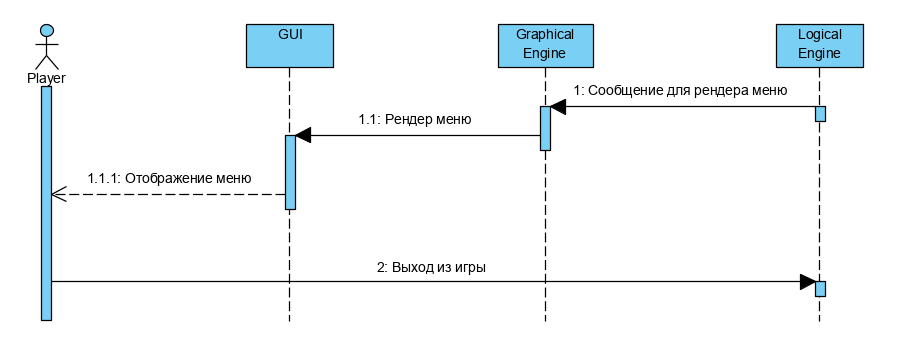 Player
GUI
Graphical
Engine
Logical
Engine
1: Сообщение для рендера меню
1.1: Рендер меню
1.1.1: Отображение меню
2: Выход из игры